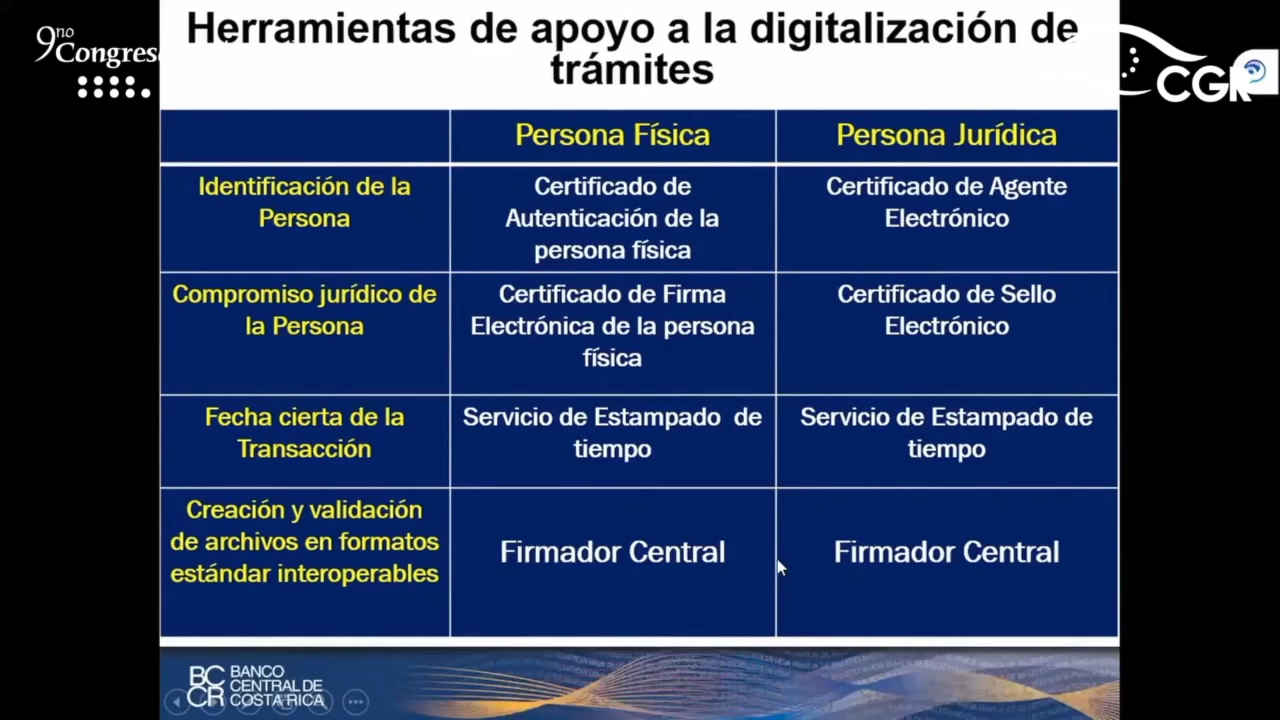 9no
Congreso
CGR
Herramientas de apoyo a la digitalización de
trámites
Persona Física
Persona Jurídica
Identificación de la
Persona
Certificado de
Autenticación de la
persona física
Certificado de Agente
Electrónico
Compromiso jurídico de
la Persona
Certificado de Firma
Electrónica de la persona
física
Certificado de Sello
Electrónico
Fecha cierta de la
Transacción
Servicio de Estampado de
tiempo
Servicio de Estampado de
tiempo
Creación y validación
de archivos en formatos
estándar interoperables
Firmador Central
Firmador Central
BC
CR
BANCO
CENTRAL DE
COSTA RICA